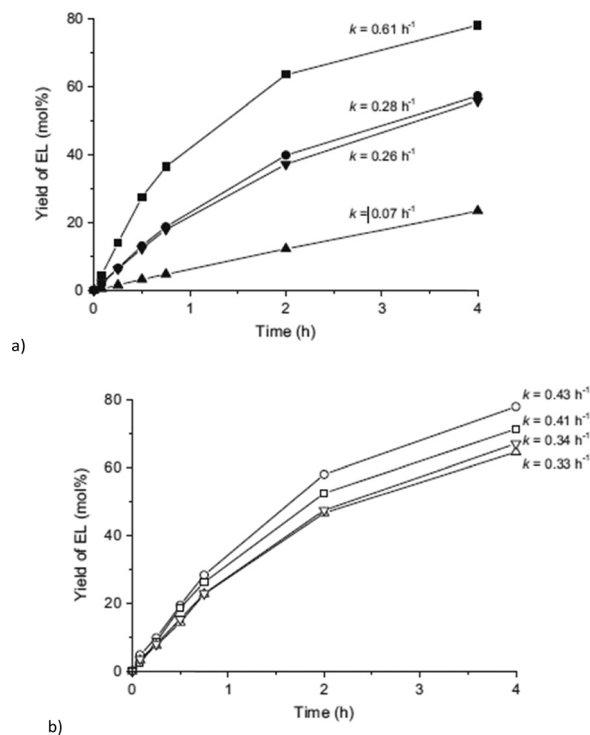 80
60
40
20
0
Yield of EL (mol%)
k = 0.61 h⁻¹
k = 0.28 h⁻¹
k = 0.26 h⁻¹
k = 0.07 h⁻¹
0 1 2 3 4
Time (h)
a)
80
60
40
20
0
Yield of EL (mol%)
k = 0.43 h⁻¹
k = 0.41 h⁻¹
k = 0.34 h⁻¹
k = 0.33 h⁻¹
0 1 2 3 4
Time (h)
b)